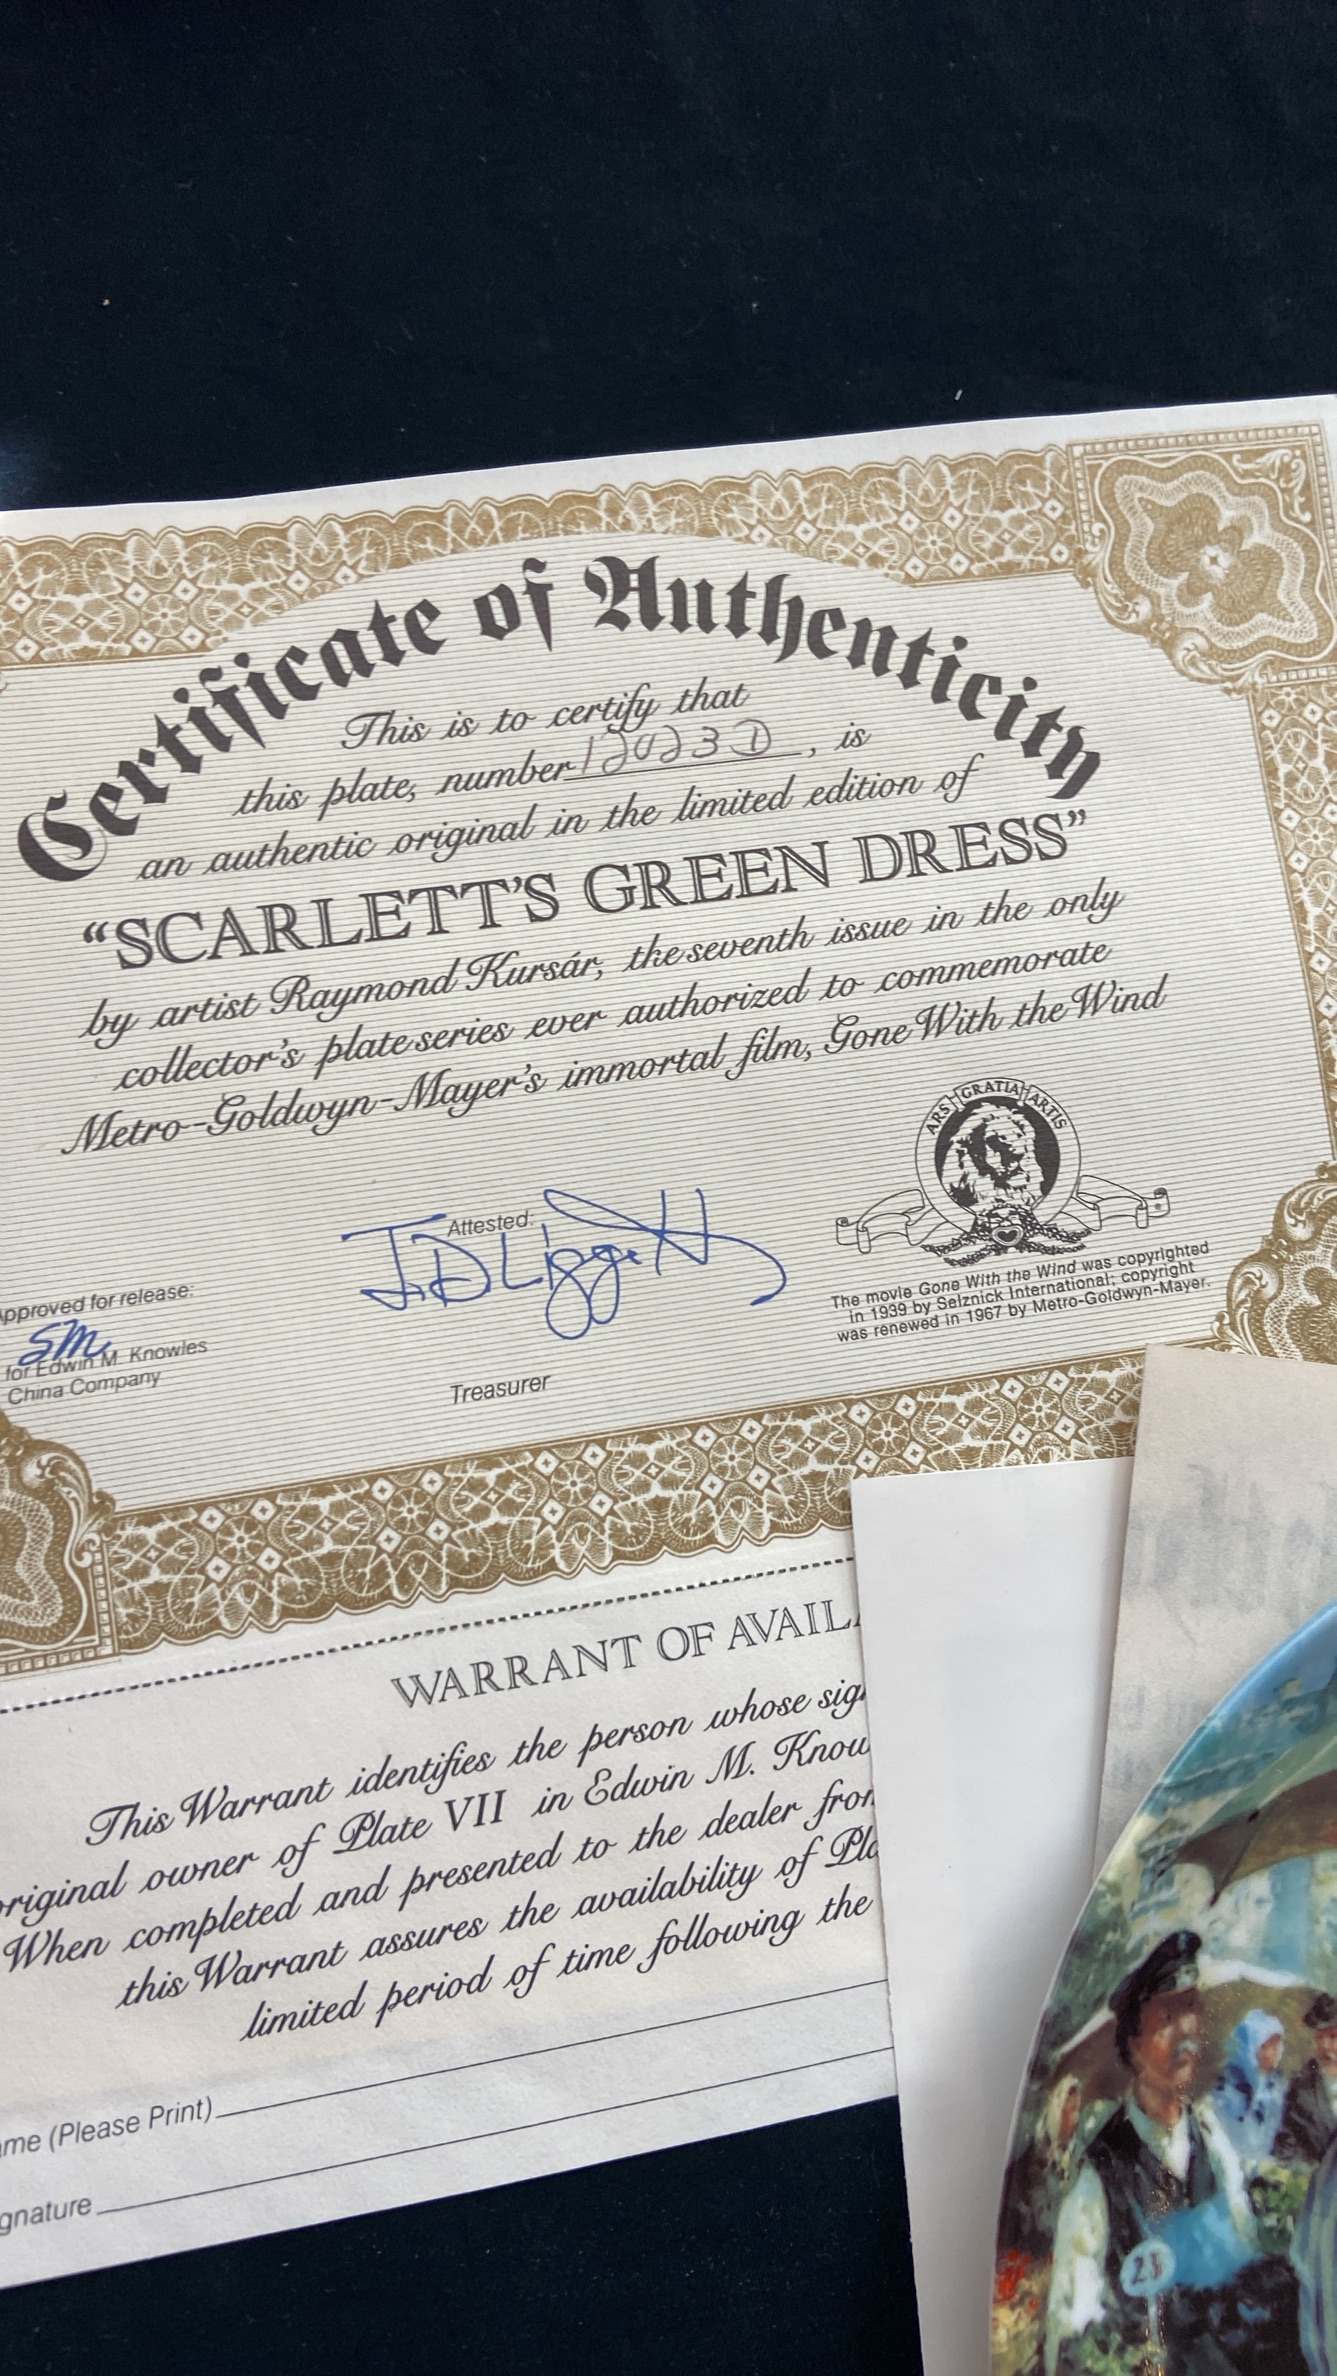 Certificate of Authenticity
This is to certify that
this plate, number 12023D, is
an authentic original in the limited edition of
“SCARLETT’S GREEN DRESS”
by artist Raymond Kursár, the seventh issue in the only
collector’s plate series ever authorized to commemorate
Metro-Goldwyn-Mayer’s immortal film, Gone With the Wind
ARS GRATIA ARTIS
Attested:
J.D Liggett
Treasurer
The movie Gone With the Wind was copyrighted
in 1939 by Selznick International; copyright
was renewed in 1967 by Metro-Goldwyn-Mayer.
pproved for release:
SM
for Edwin M. Knowles
China Company
WARRANT OF AVAIL
This Warrant identifies the person whose sig
riginal owner of Plate VII in Edwin M. Know
When completed and presented to the dealer fro
this Warrant assures the availability of Pla
limited period of time following the
ame (Please Print)
gnature